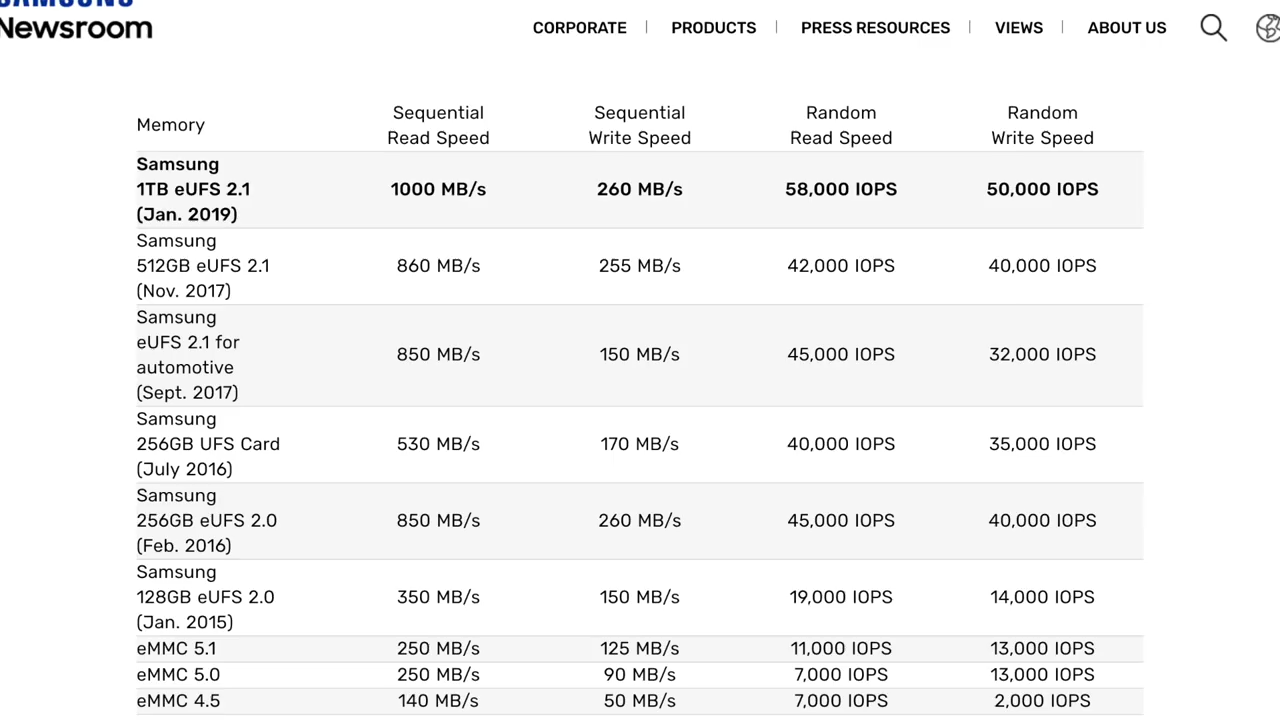 SAMSUNG
Newsroom
CORPORATE | PRODUCTS | PRESS RESOURCES | VIEWS | ABOUT US
Memory
Sequential
Read Speed
Sequential
Write Speed
Random
Read Speed
Random
Write Speed
Samsung
1TB eUFS 2.1
(Jan. 2019)
1000 MB/s
260 MB/s
58,000 IOPS
50,000 IOPS
Samsung
512GB eUFS 2.1
(Nov. 2017)
860 MB/s
255 MB/s
42,000 IOPS
40,000 IOPS
Samsung
eUFS 2.1 for
automotive
(Sept. 2017)
850 MB/s
150 MB/s
45,000 IOPS
32,000 IOPS
Samsung
256GB UFS Card
(July 2016)
530 MB/s
170 MB/s
40,000 IOPS
35,000 IOPS
Samsung
256GB eUFS 2.0
(Feb. 2016)
850 MB/s
260 MB/s
45,000 IOPS
40,000 IOPS
Samsung
128GB eUFS 2.0
(Jan. 2015)
350 MB/s
150 MB/s
19,000 IOPS
14,000 IOPS
eMMC 5.1
250 MB/s
125 MB/s
11,000 IOPS
13,000 IOPS
eMMC 5.0
250 MB/s
90 MB/s
7,000 IOPS
13,000 IOPS
eMMC 4.5
140 MB/s
50 MB/s
7,000 IOPS
2,000 IOPS